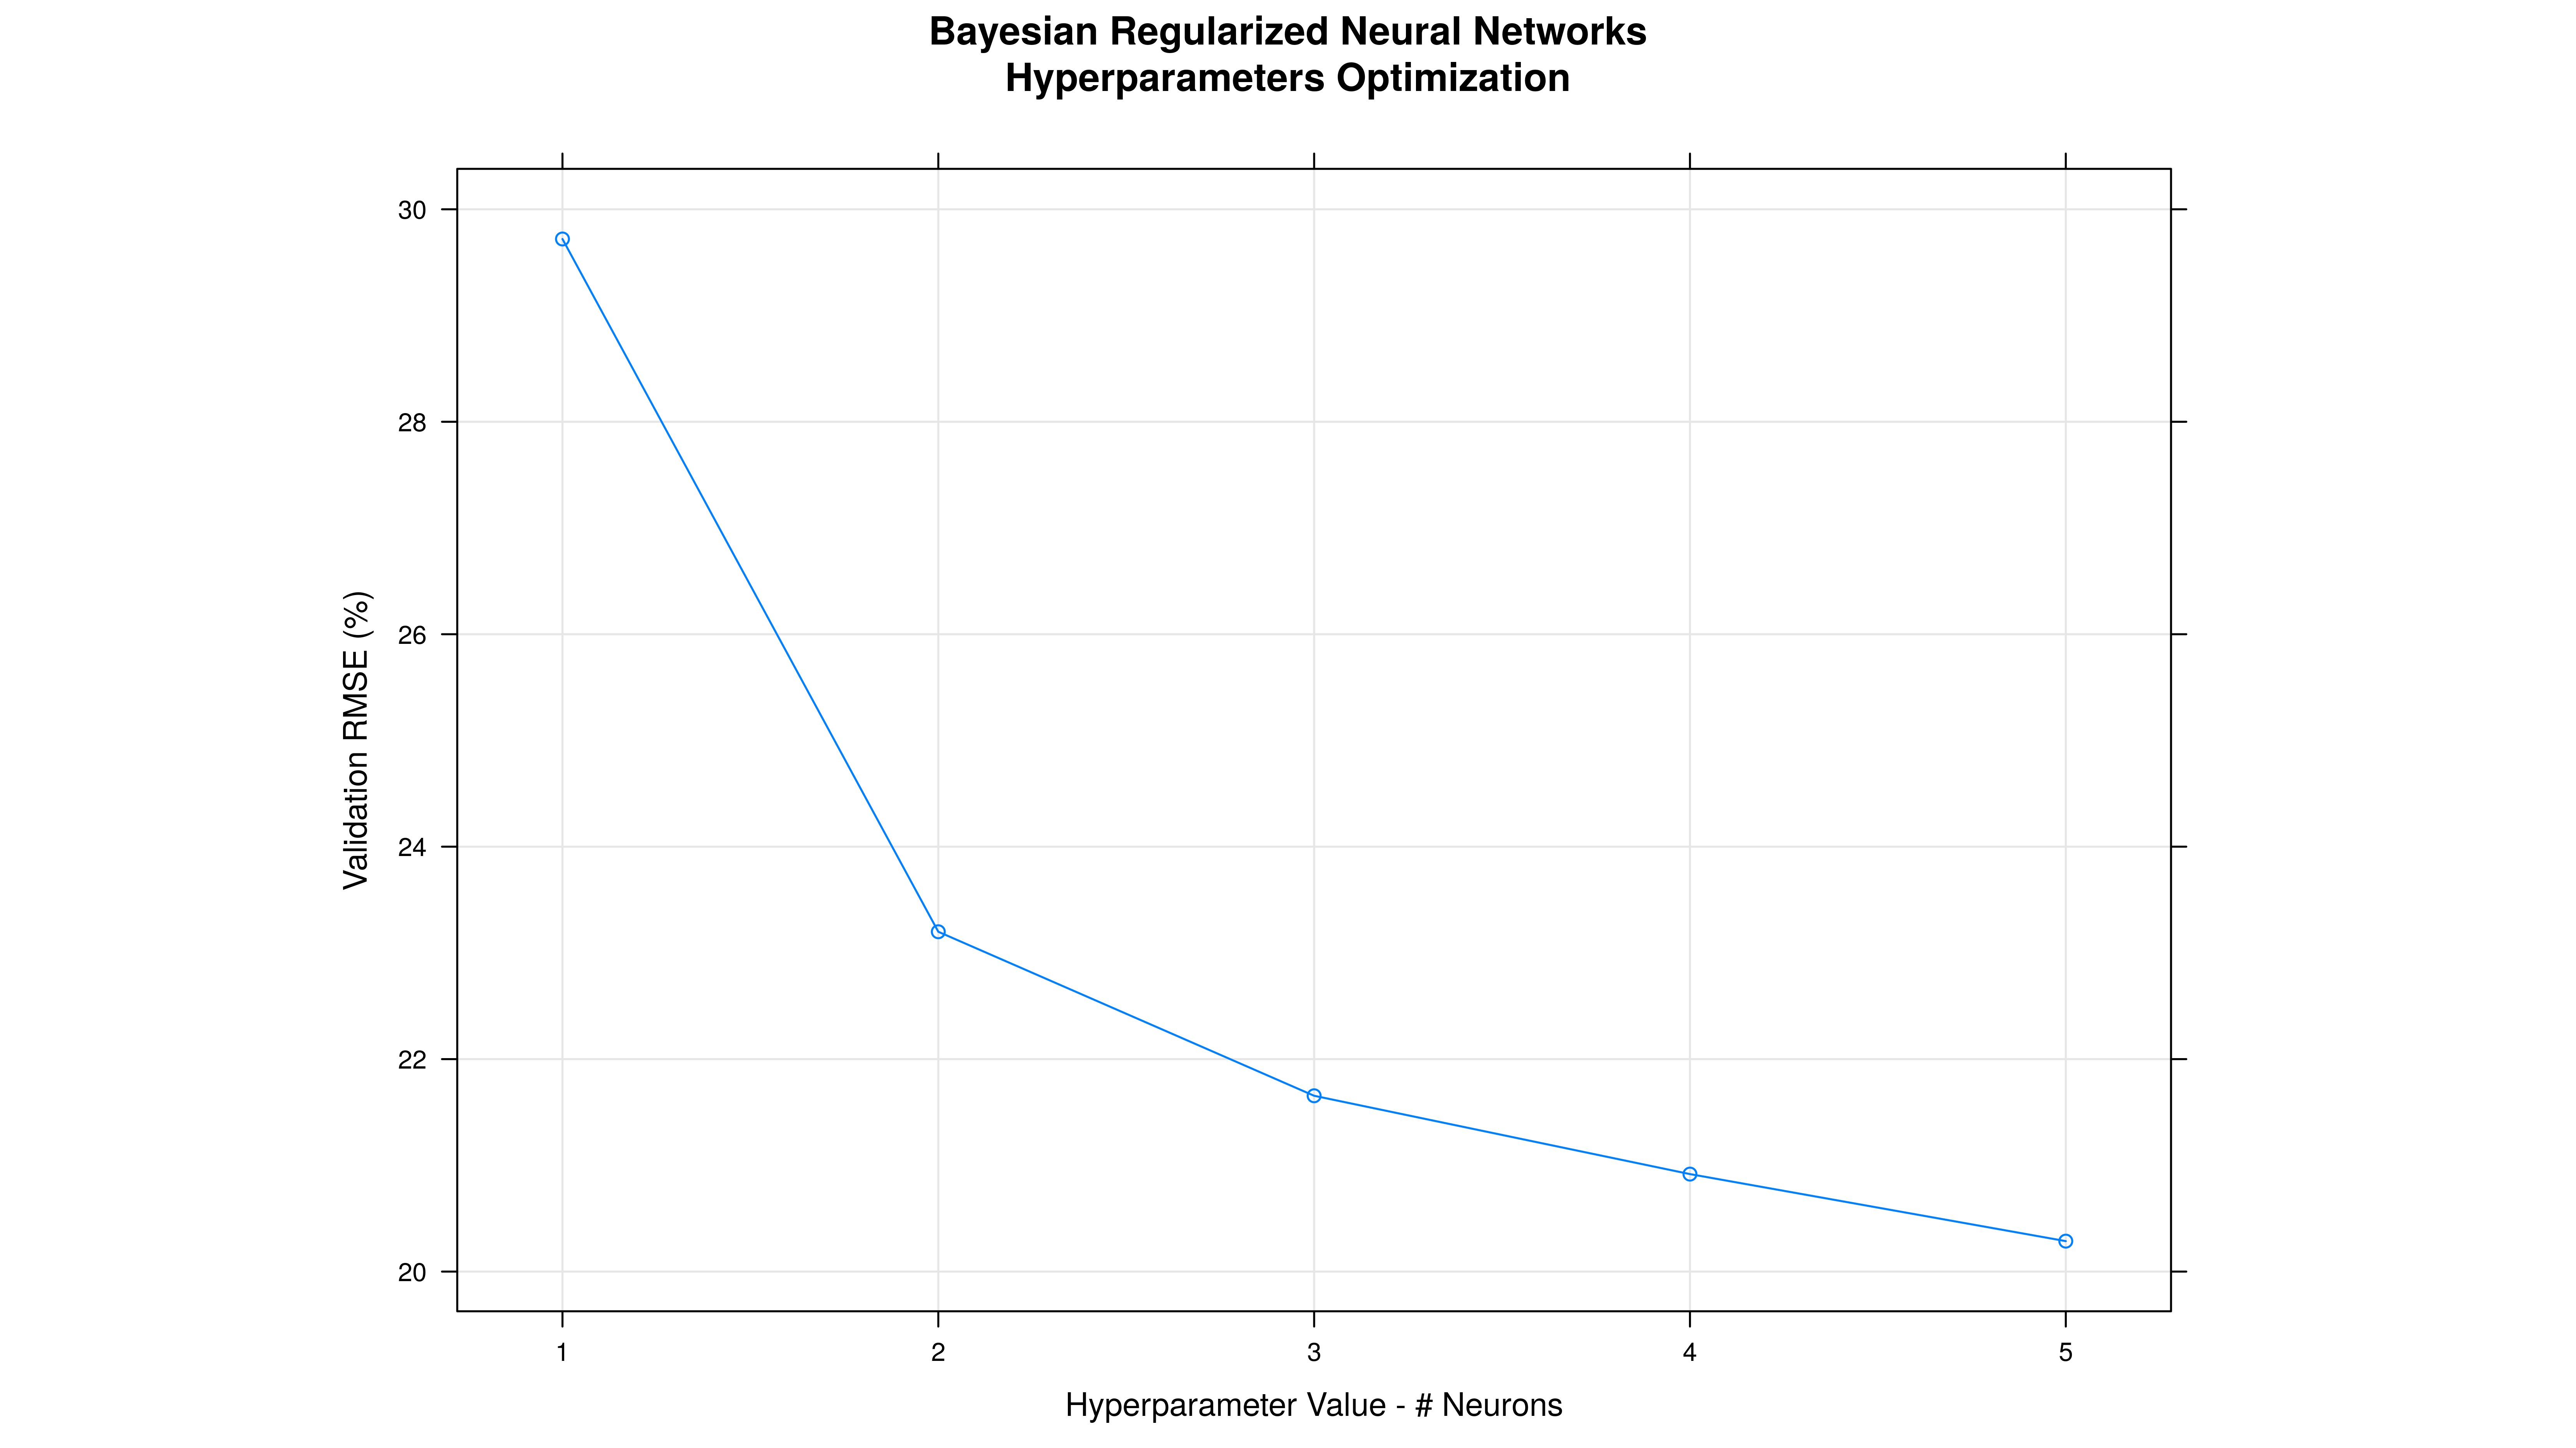 Bayesian Regularized Neural Networks
Hyperparameters Optimization
30
28
26
24
22
20
Validation RMSE (%)
1 2 3 4 5
Hyperparameter Value - # Neurons